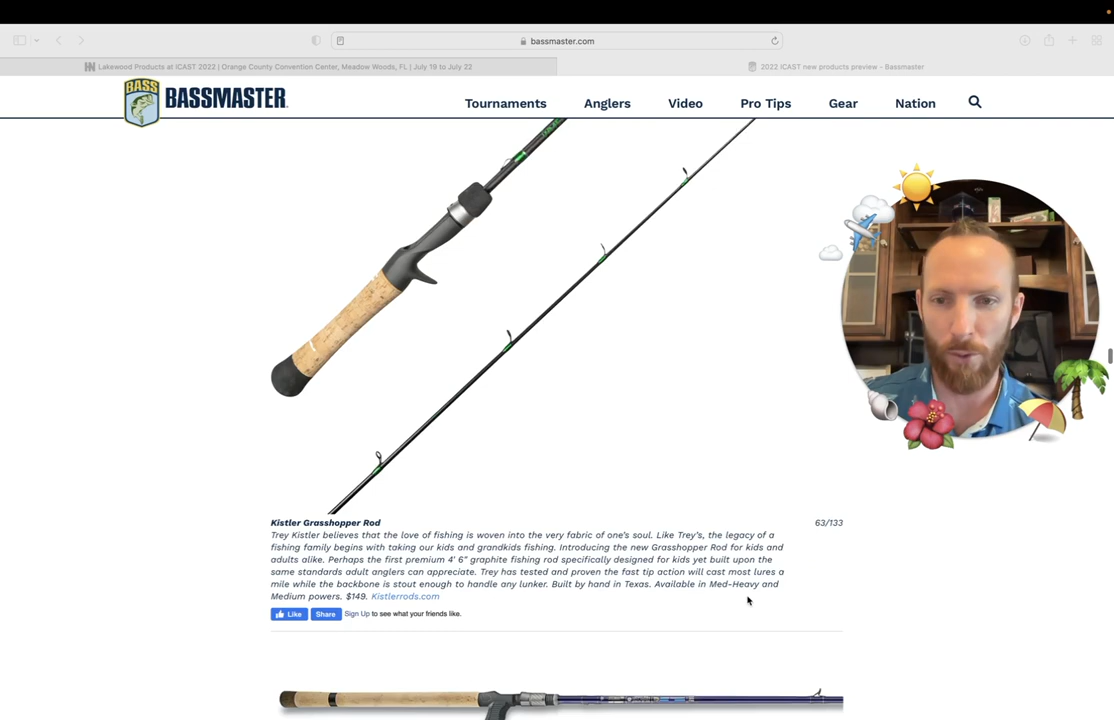 bassmaster.com
Lakewood Products at ICAST 2022 | Orange County Convention Center, Meadow Woods, FL | July 19 to July 22
2022 ICAST new products preview - Bassmaster
BASS
BASSMASTER
Tournaments Anglers Video Pro Tips Gear Nation
Kistler Grasshopper Rod 63/133
Trey Kistler believes that the love of fishing is woven into the very fabric of one's soul. Like Trey's, the legacy of a
fishing family begins with taking our kids and grandkids fishing. Introducing the new Grasshopper Rod for kids and
adults alike. Perhaps the first premium 4' 6" graphite fishing rod specifically designed for kids yet built upon the
same standards adult anglers can appreciate. Trey has tested and proven the fast tip action will cast most lures a
mile while the backbone is stout enough to handle any lunker. Built by hand in Texas. Available in Med-Heavy and
Medium powers. $149. Kistlerrods.com
Like Share Sign Up to see what your friends like.